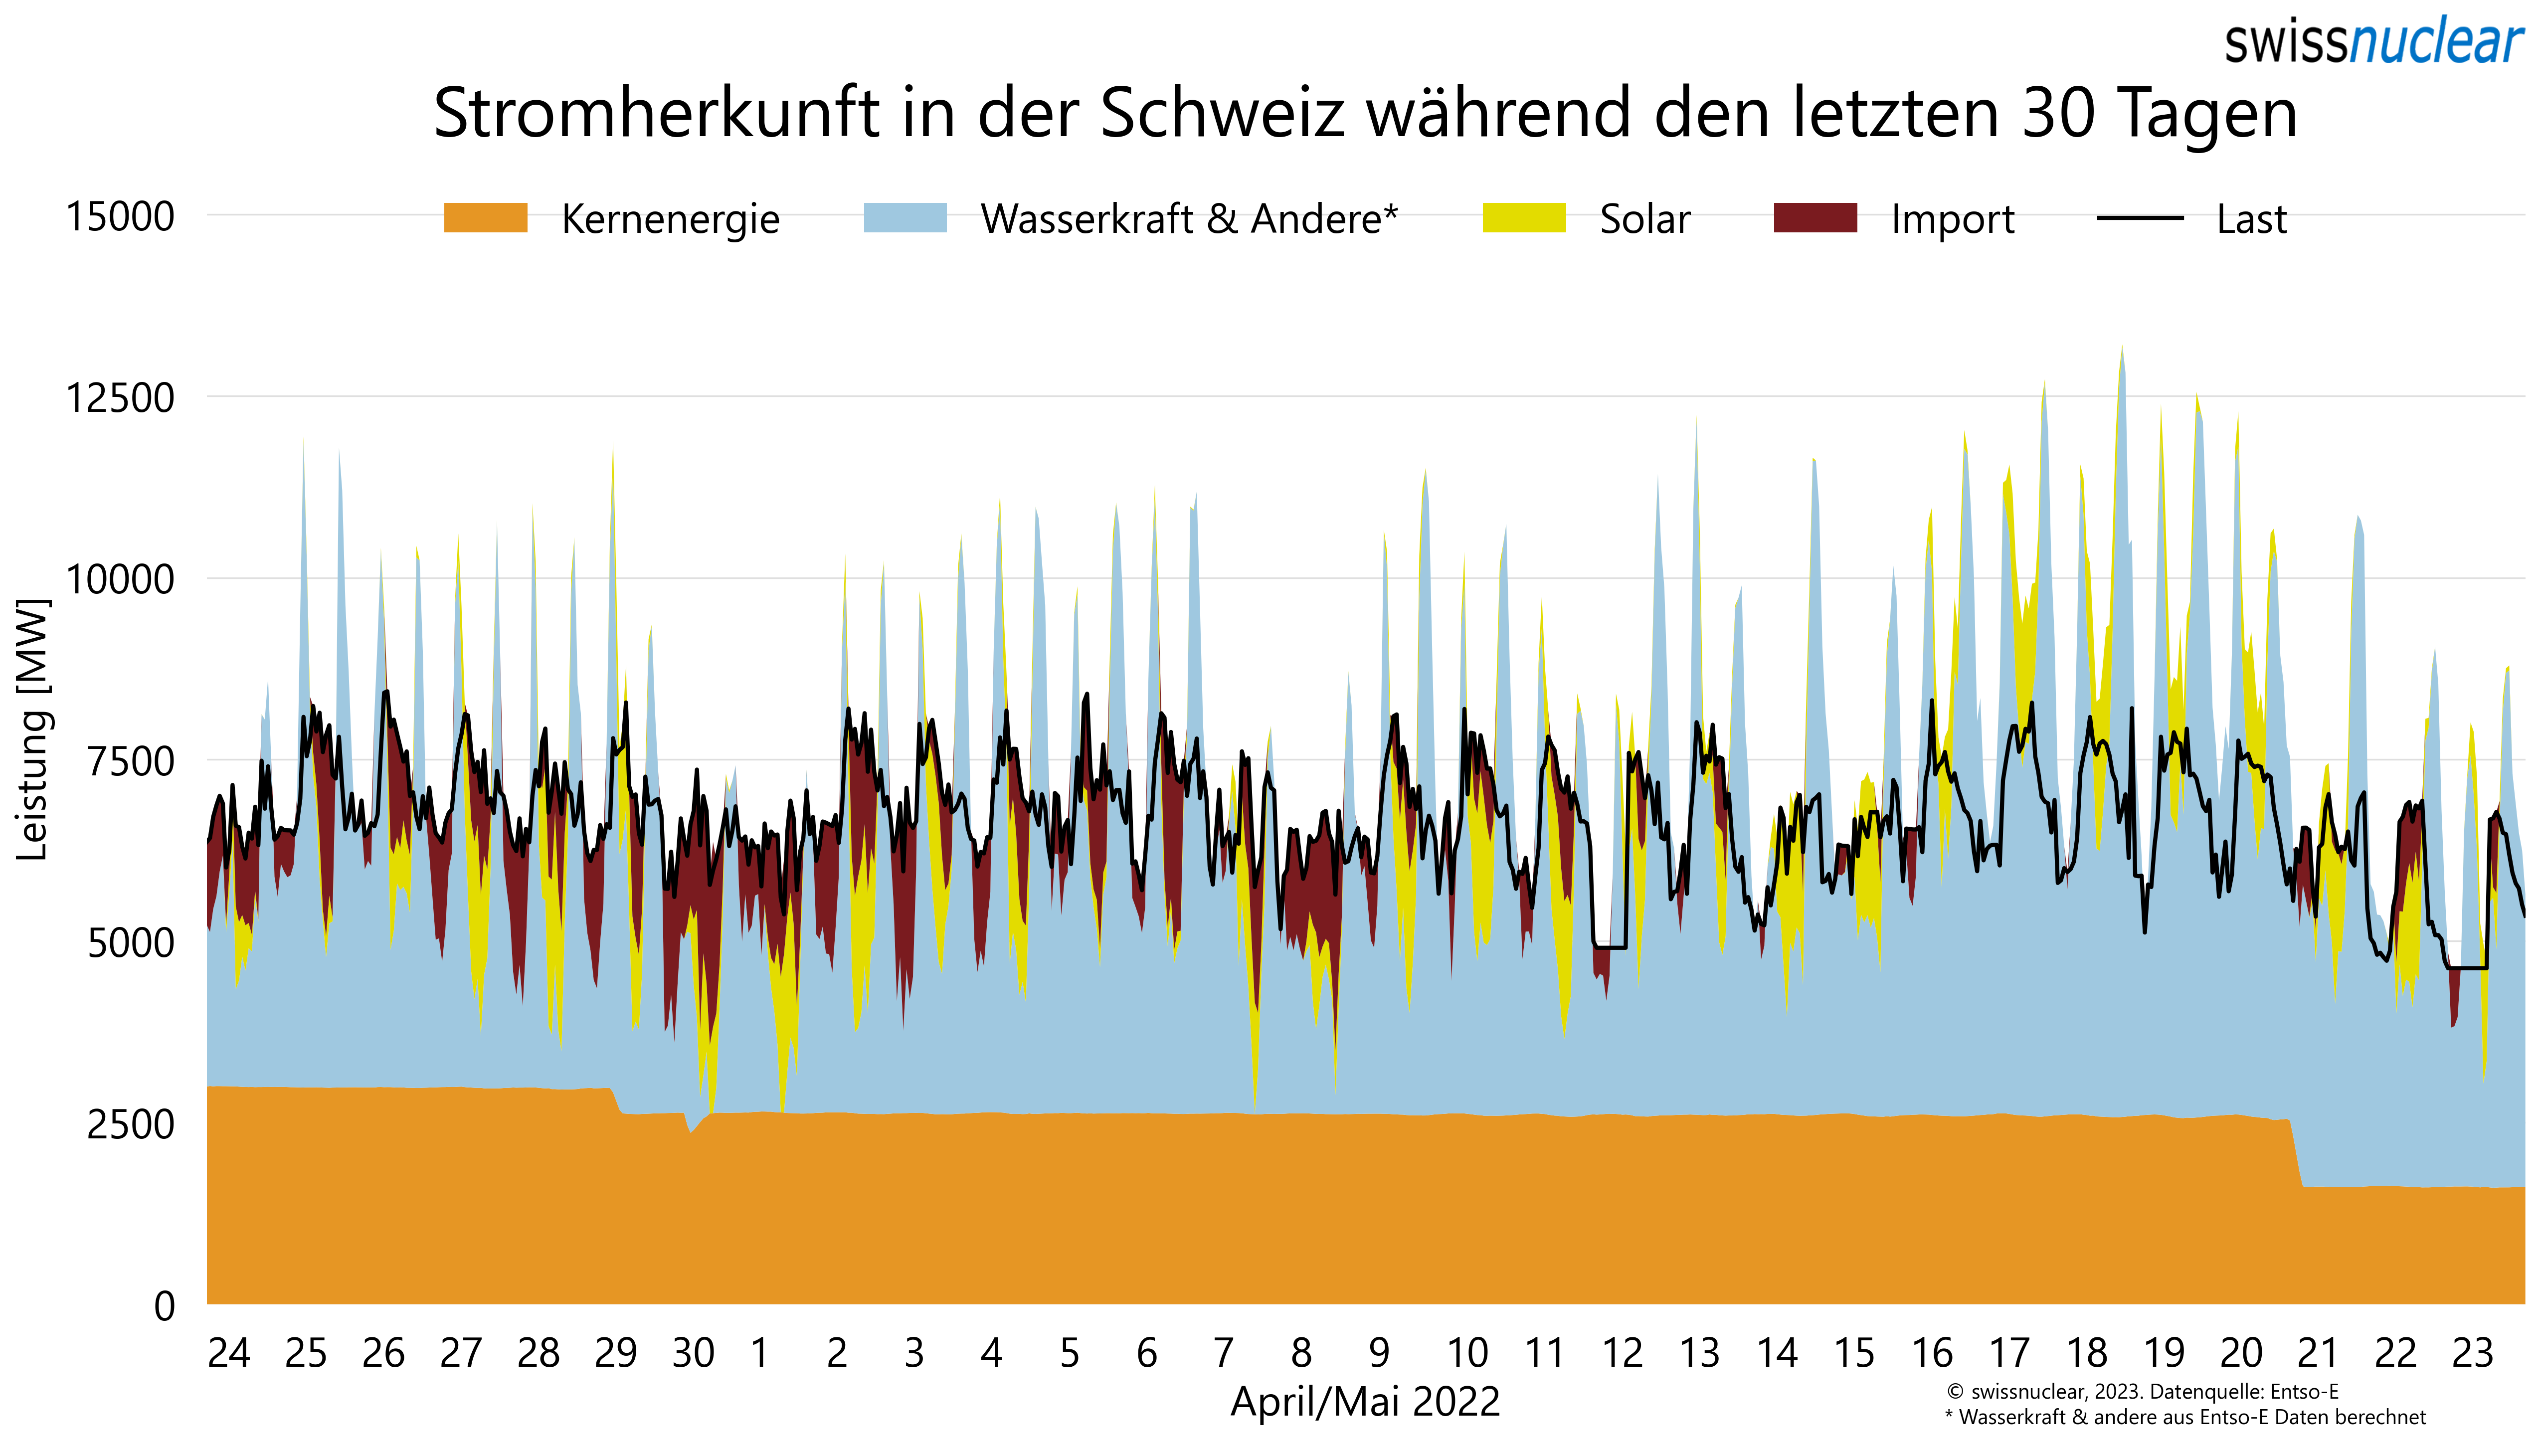 swissnuclear
Stromherkunft in der Schweiz während den letzten 30 Tagen
Kernenergie Wasserkraft & Andere* Solar Import Last
15000
12500
10000
7500
5000
2500
0
Leistung [MW]
24 25 26 27 28 29 30 1 2 3 4 5 6 7 8 9 10 11 12 13 14 15 16 17 18 19 20 21 22 23
April/Mai 2022
© swissnuclear, 2023. Datenquelle: Entso-E
* Wasserkraft & andere aus Entso-E Daten berechnet